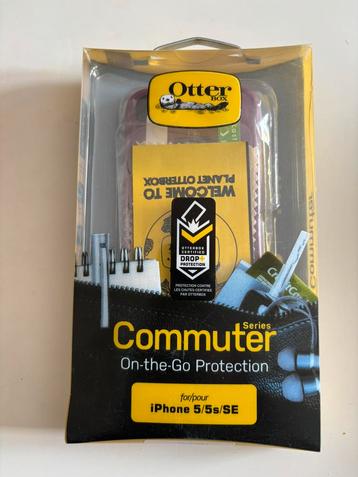 Otter
BOX
WELCOME TO
PLANET OTTERBOX
OTTERBOX
CERTIFIED
DROP+
PROTECTION
PROTECTION CONTRE
LES CHUTES CERTIFIÉE
PAR OTTERBOX
Commuter
Series
Commuter
On-the-Go Protection
for/pour
iPhone 5/5s/SE